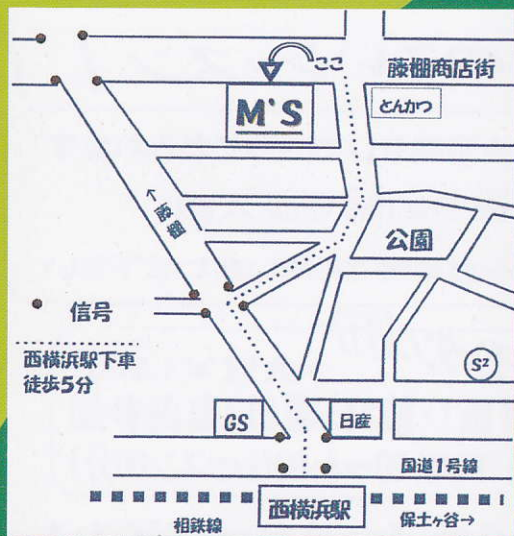 ここ
藤棚商店街
M'S
とんかつ
←藤棚
公園
信号
西横浜駅下車
徒歩5分
S²
GS
日産
国道1号線
西横浜駅
相鉄線
保土ヶ谷→